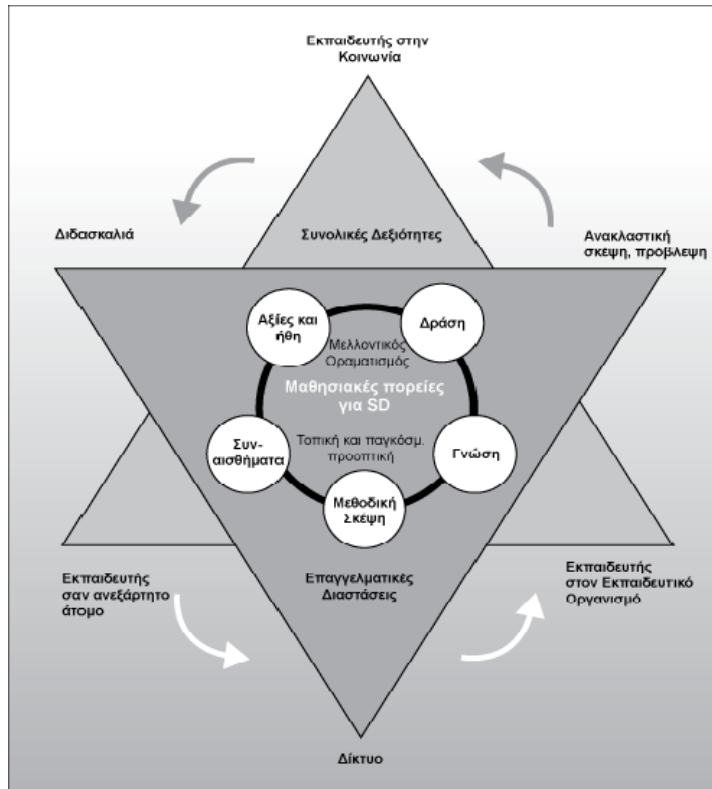 Εκπαιδευτής στην
Κοινωνία
Διδασκαλιά
Συνολικές Δεξιότητες
Ανακλαστική
σκέψη, πρόβλεψη
Αξίες και
ήθη
Δράση
Μελλοντικός
Οραματισμός
Μαθησιακές πορείες
για SD
Τοπική και παγκόσμ.
προοπτική
Συν-
αισθήματα
Γνώση
Μεθοδική
Σκέψη
Εκπαιδευτής
σαν ανεξάρτητο
άτομο
Επαγγελματικές
Διαστάσεις
Εκπαιδευτής
στον Εκπαιδευτικό
Οργανισμό
Δίκτυο